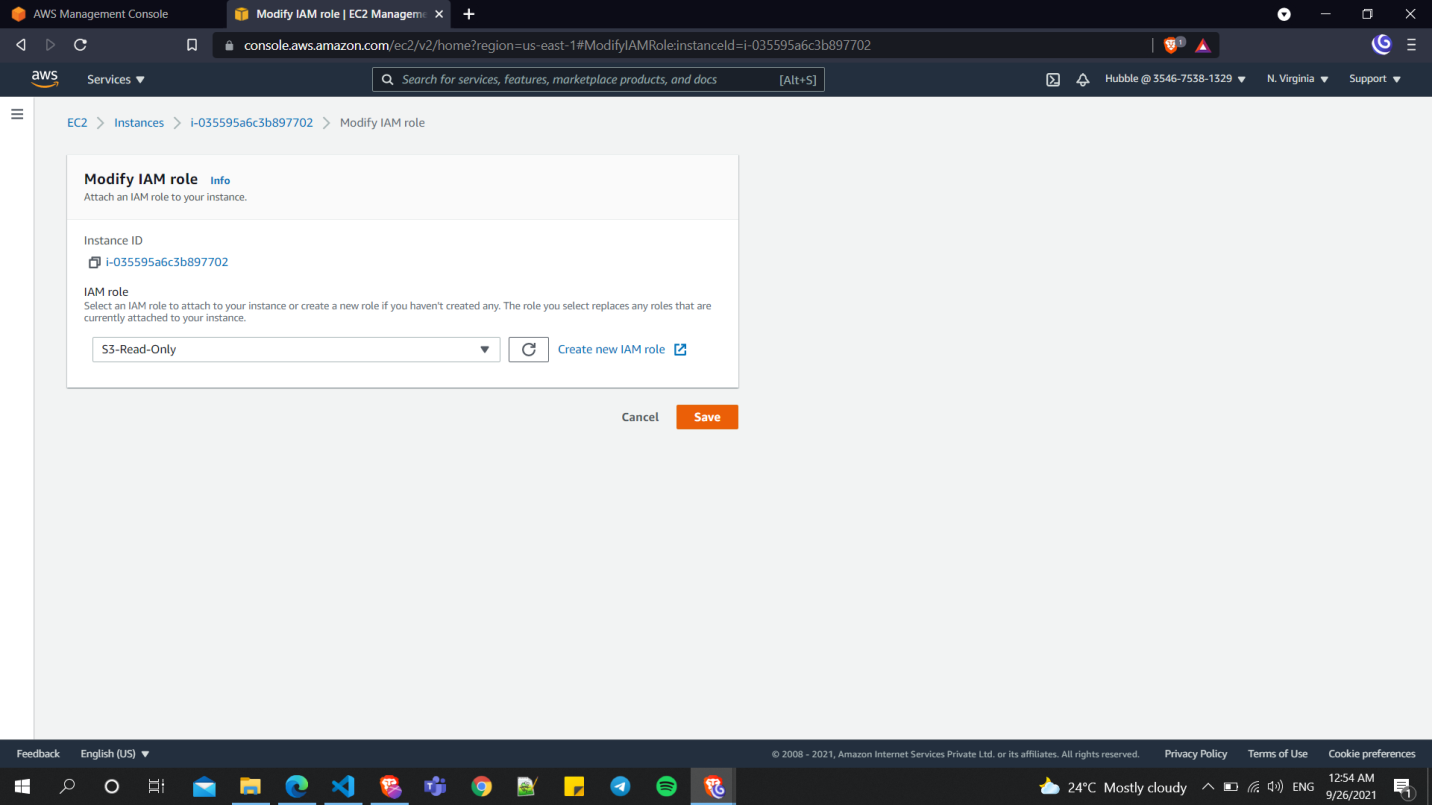 AWS Management Console
Modify IAM role | EC2 Manageme
console.aws.amazon.com/ec2/v2/home?region=us-east-1#ModifyIAMRole:instanceId=i-035595a6c3b897702
1
aws
Services
Search for services, features, marketplace products, and docs
[Alt+S]
Hubble @ 3546-7538-1329
N. Virginia
Support
EC2
Instances
i-035595a6c3b897702
Modify IAM role
Modify IAM role Info
Attach an IAM role to your instance.
Instance ID
i-035595a6c3b897702
IAM role
Select an IAM role to attach to your instance or create a new role if you haven't created any. The role you select replaces any roles that are
currently attached to your instance.
S3-Read-Only
Create new IAM role
Cancel
Save
Feedback
English (US)
© 2008 - 2021, Amazon Internet Services Private Ltd. or its affiliates. All rights reserved.
Privacy Policy
Terms of Use
Cookie preferences
24°C Mostly cloudy
ENG
12:54 AM
9/26/2021
1